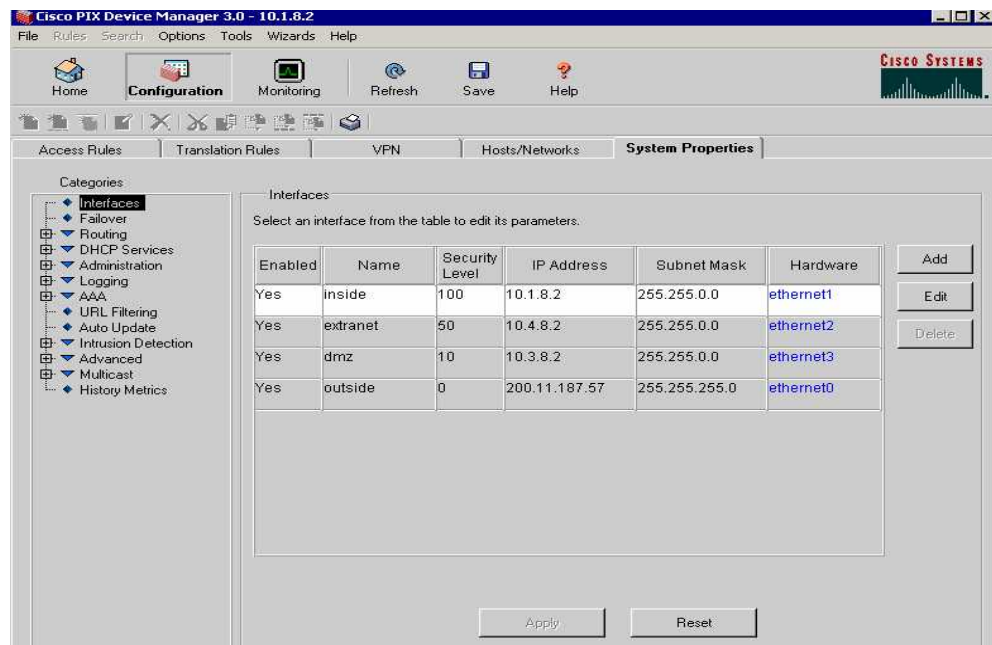 Cisco PIX Device Manager 3.0 - 10.1.8.2
File Rules Search Options Tools Wizards Help
Home Configuration Monitoring Refresh Save Help
CISCO SYSTEMS
Access Rules Translation Rules VPN Hosts/Networks System Properties
Categories
Interfaces
Failover
Routing
DHCP Services
Administration
Logging
AAA
URL Filtering
Auto Update
Intrusion Detection
Advanced
Multicast
History Metrics
Interfaces
Select an interface from the table to edit its parameters.
Enabled Name Security Level IP Address Subnet Mask Hardware
Yes inside 100 10.1.8.2 255.255.0.0 ethernet1
Yes extranet 50 10.4.8.2 255.255.0.0 ethernet2
Yes dmz 10 10.3.8.2 255.255.0.0 ethernet3
Yes outside 0 200.11.187.57 255.255.255.0 ethernet0
Add
Edit
Delete
Apply Reset